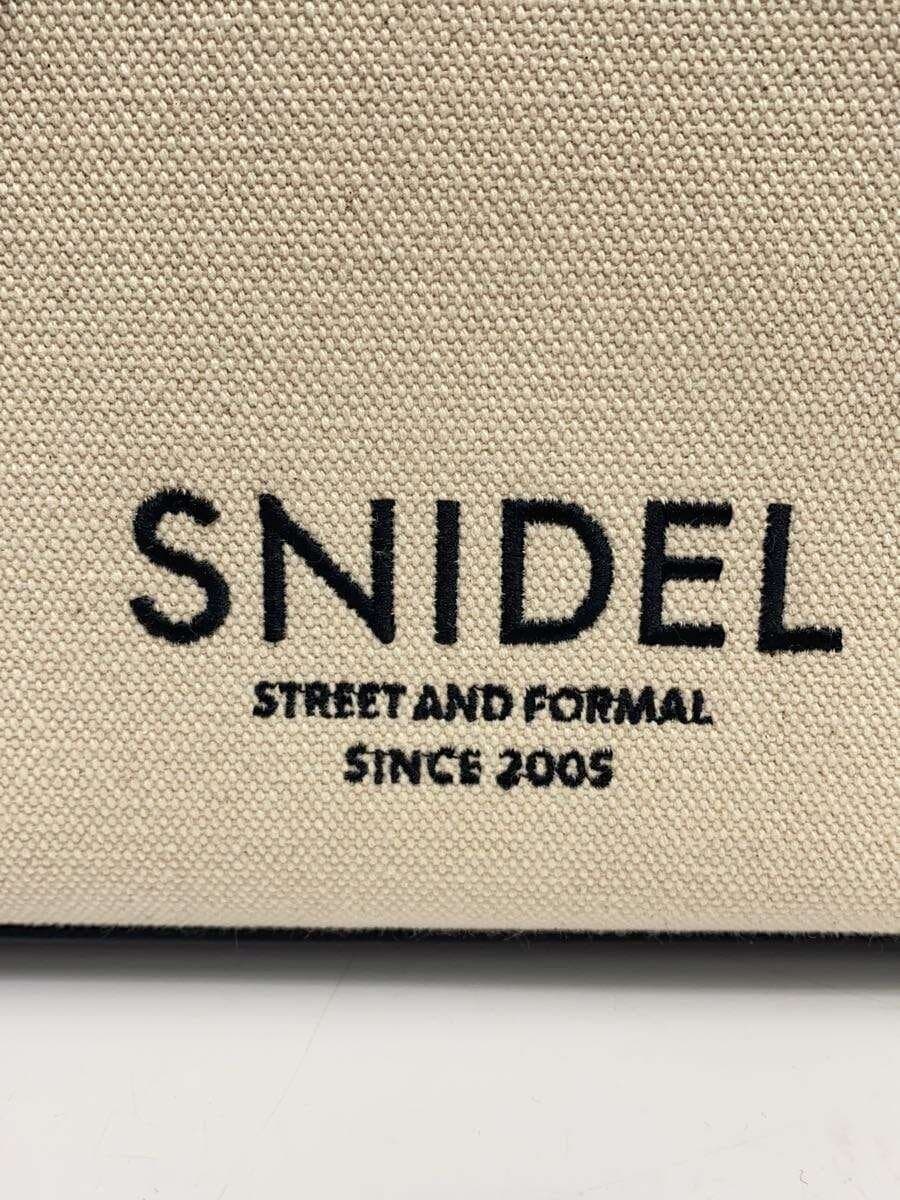 SNIDEL
STREET AND FORMAL
SINCE 2005